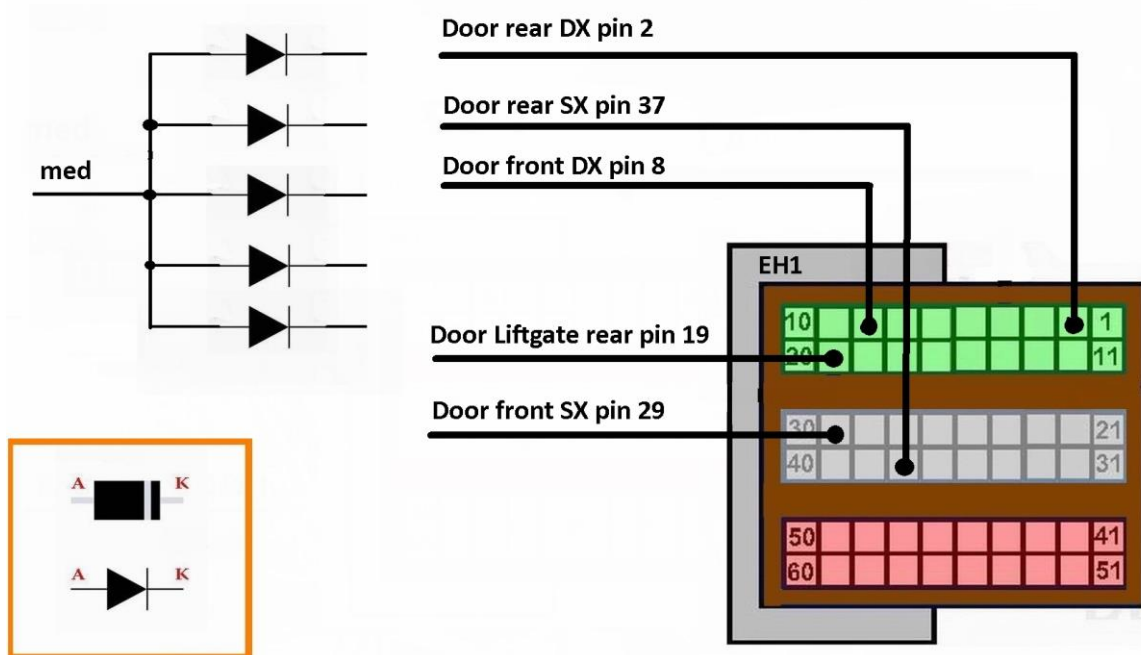 Door rear DX pin 2
Door rear SX pin 37
med
Door front DX pin 8
EH1
10 1
Door Liftgate rear pin 19
20 11
Door front SX pin 29
30 21
40 31
A K
50 41
A K
60 51